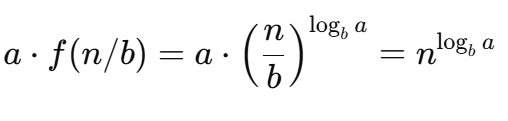 a · f(n/b) = a · (n/b)^{log_b a} = n^{log_b a}